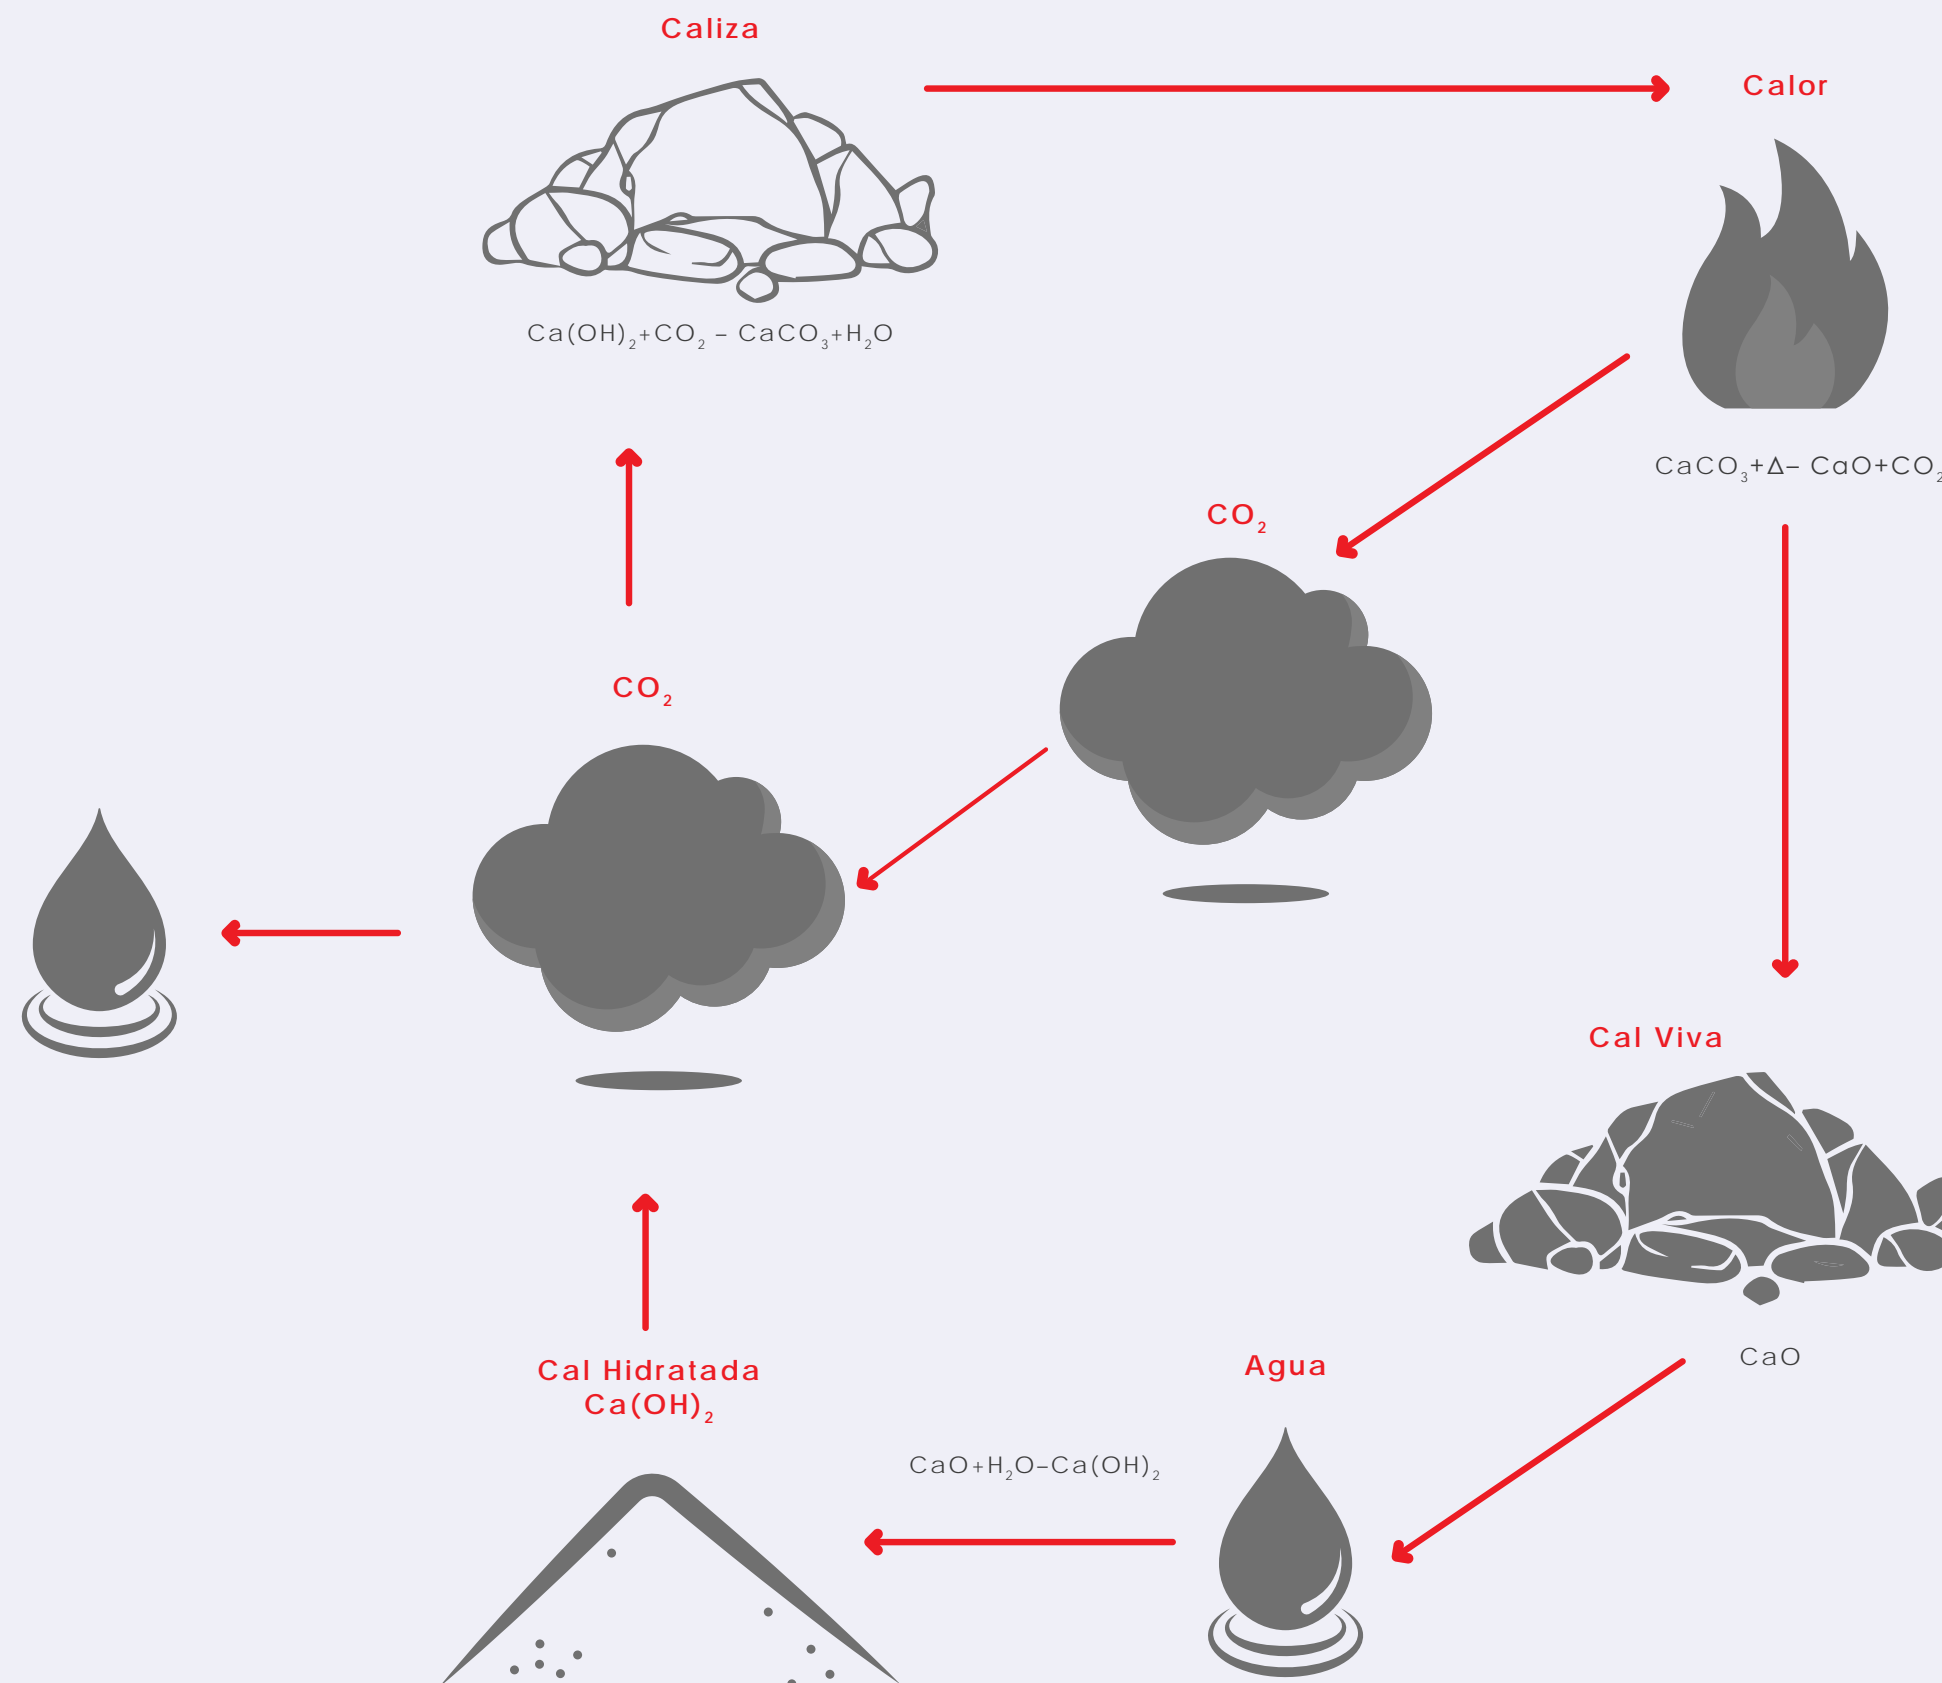 Caliza
Calor
Ca(OH)₂+CO₂ – CaCO₃+H₂O
CaCO₃+Δ– CaO+CO₂
CO₂
CO₂
Cal Viva
CaO
Agua
Cal Hidratada
Ca(OH)₂
CaO+H₂O–Ca(OH)₂